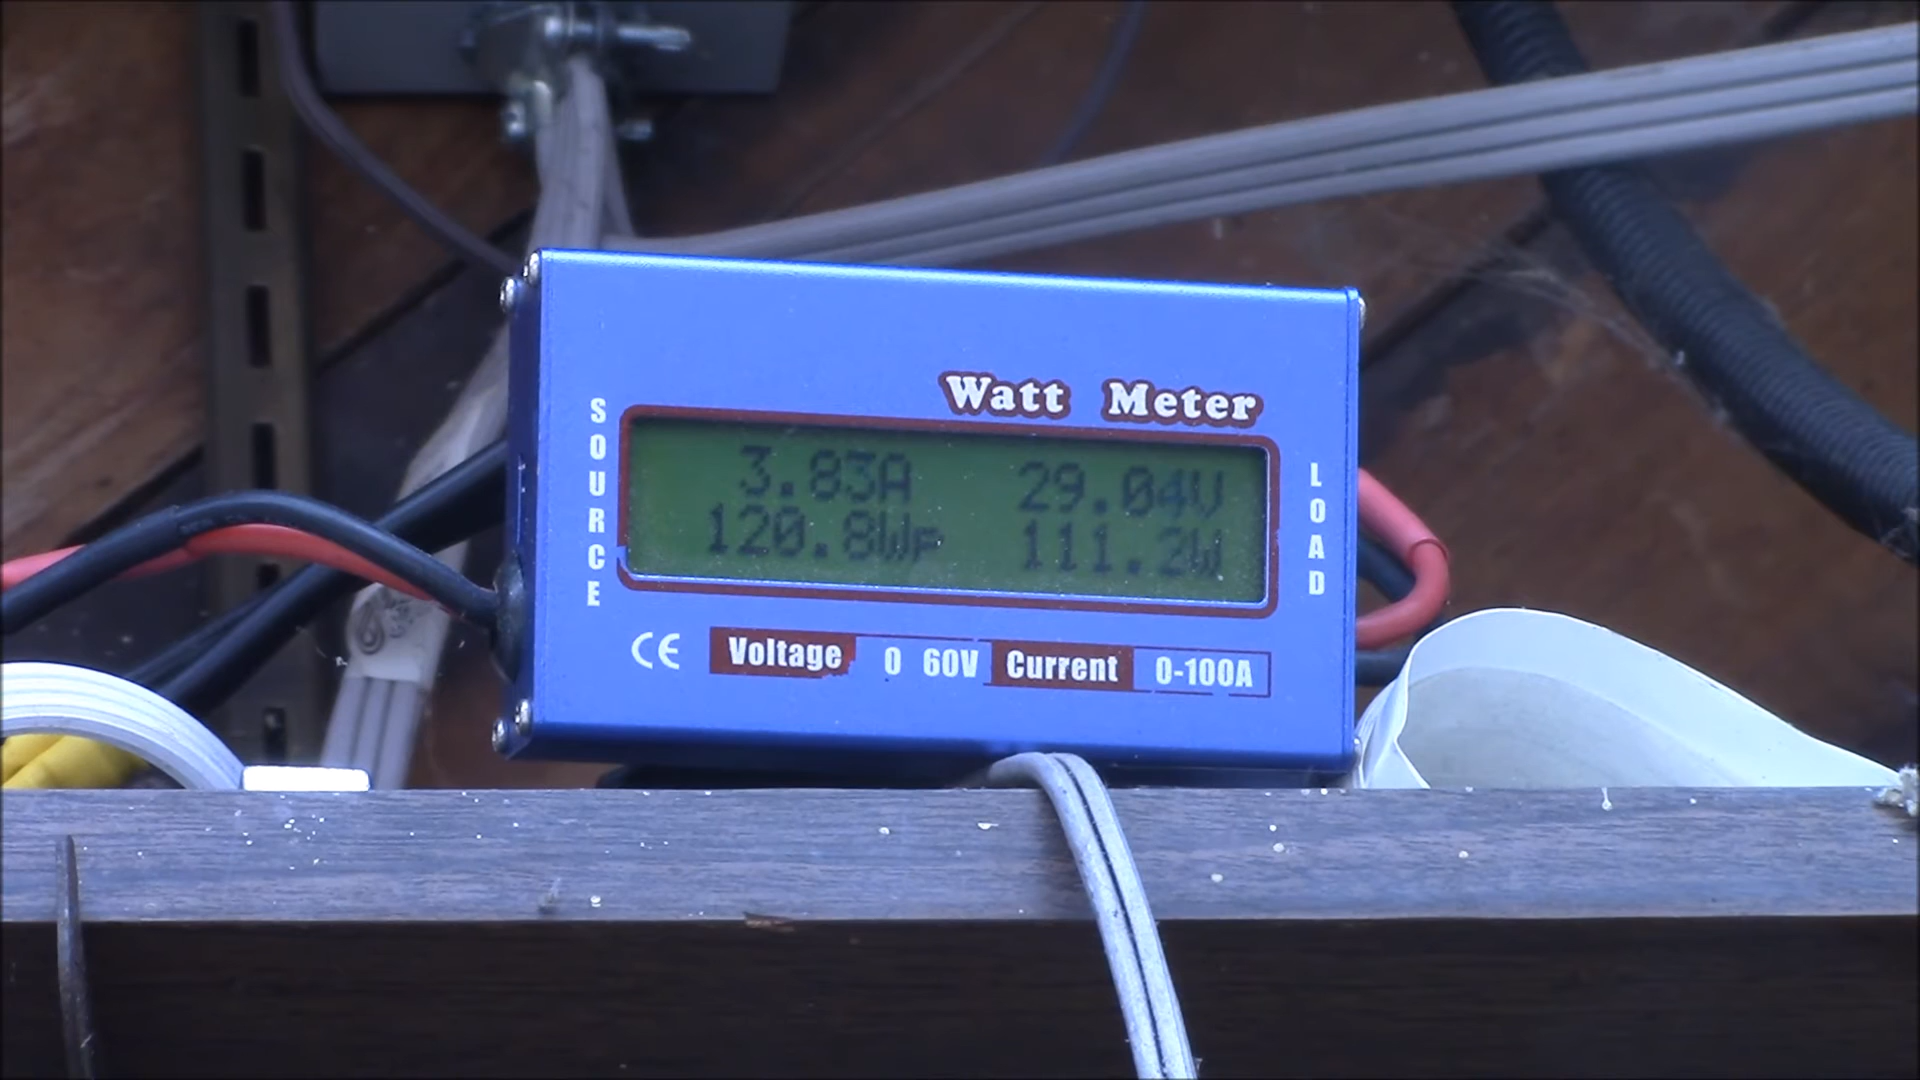 Watt Meter
SOURCE
3.83A 29.04V
120.8Wp 111.2W
LOAD
CE Voltage 0 60V Current 0-100A